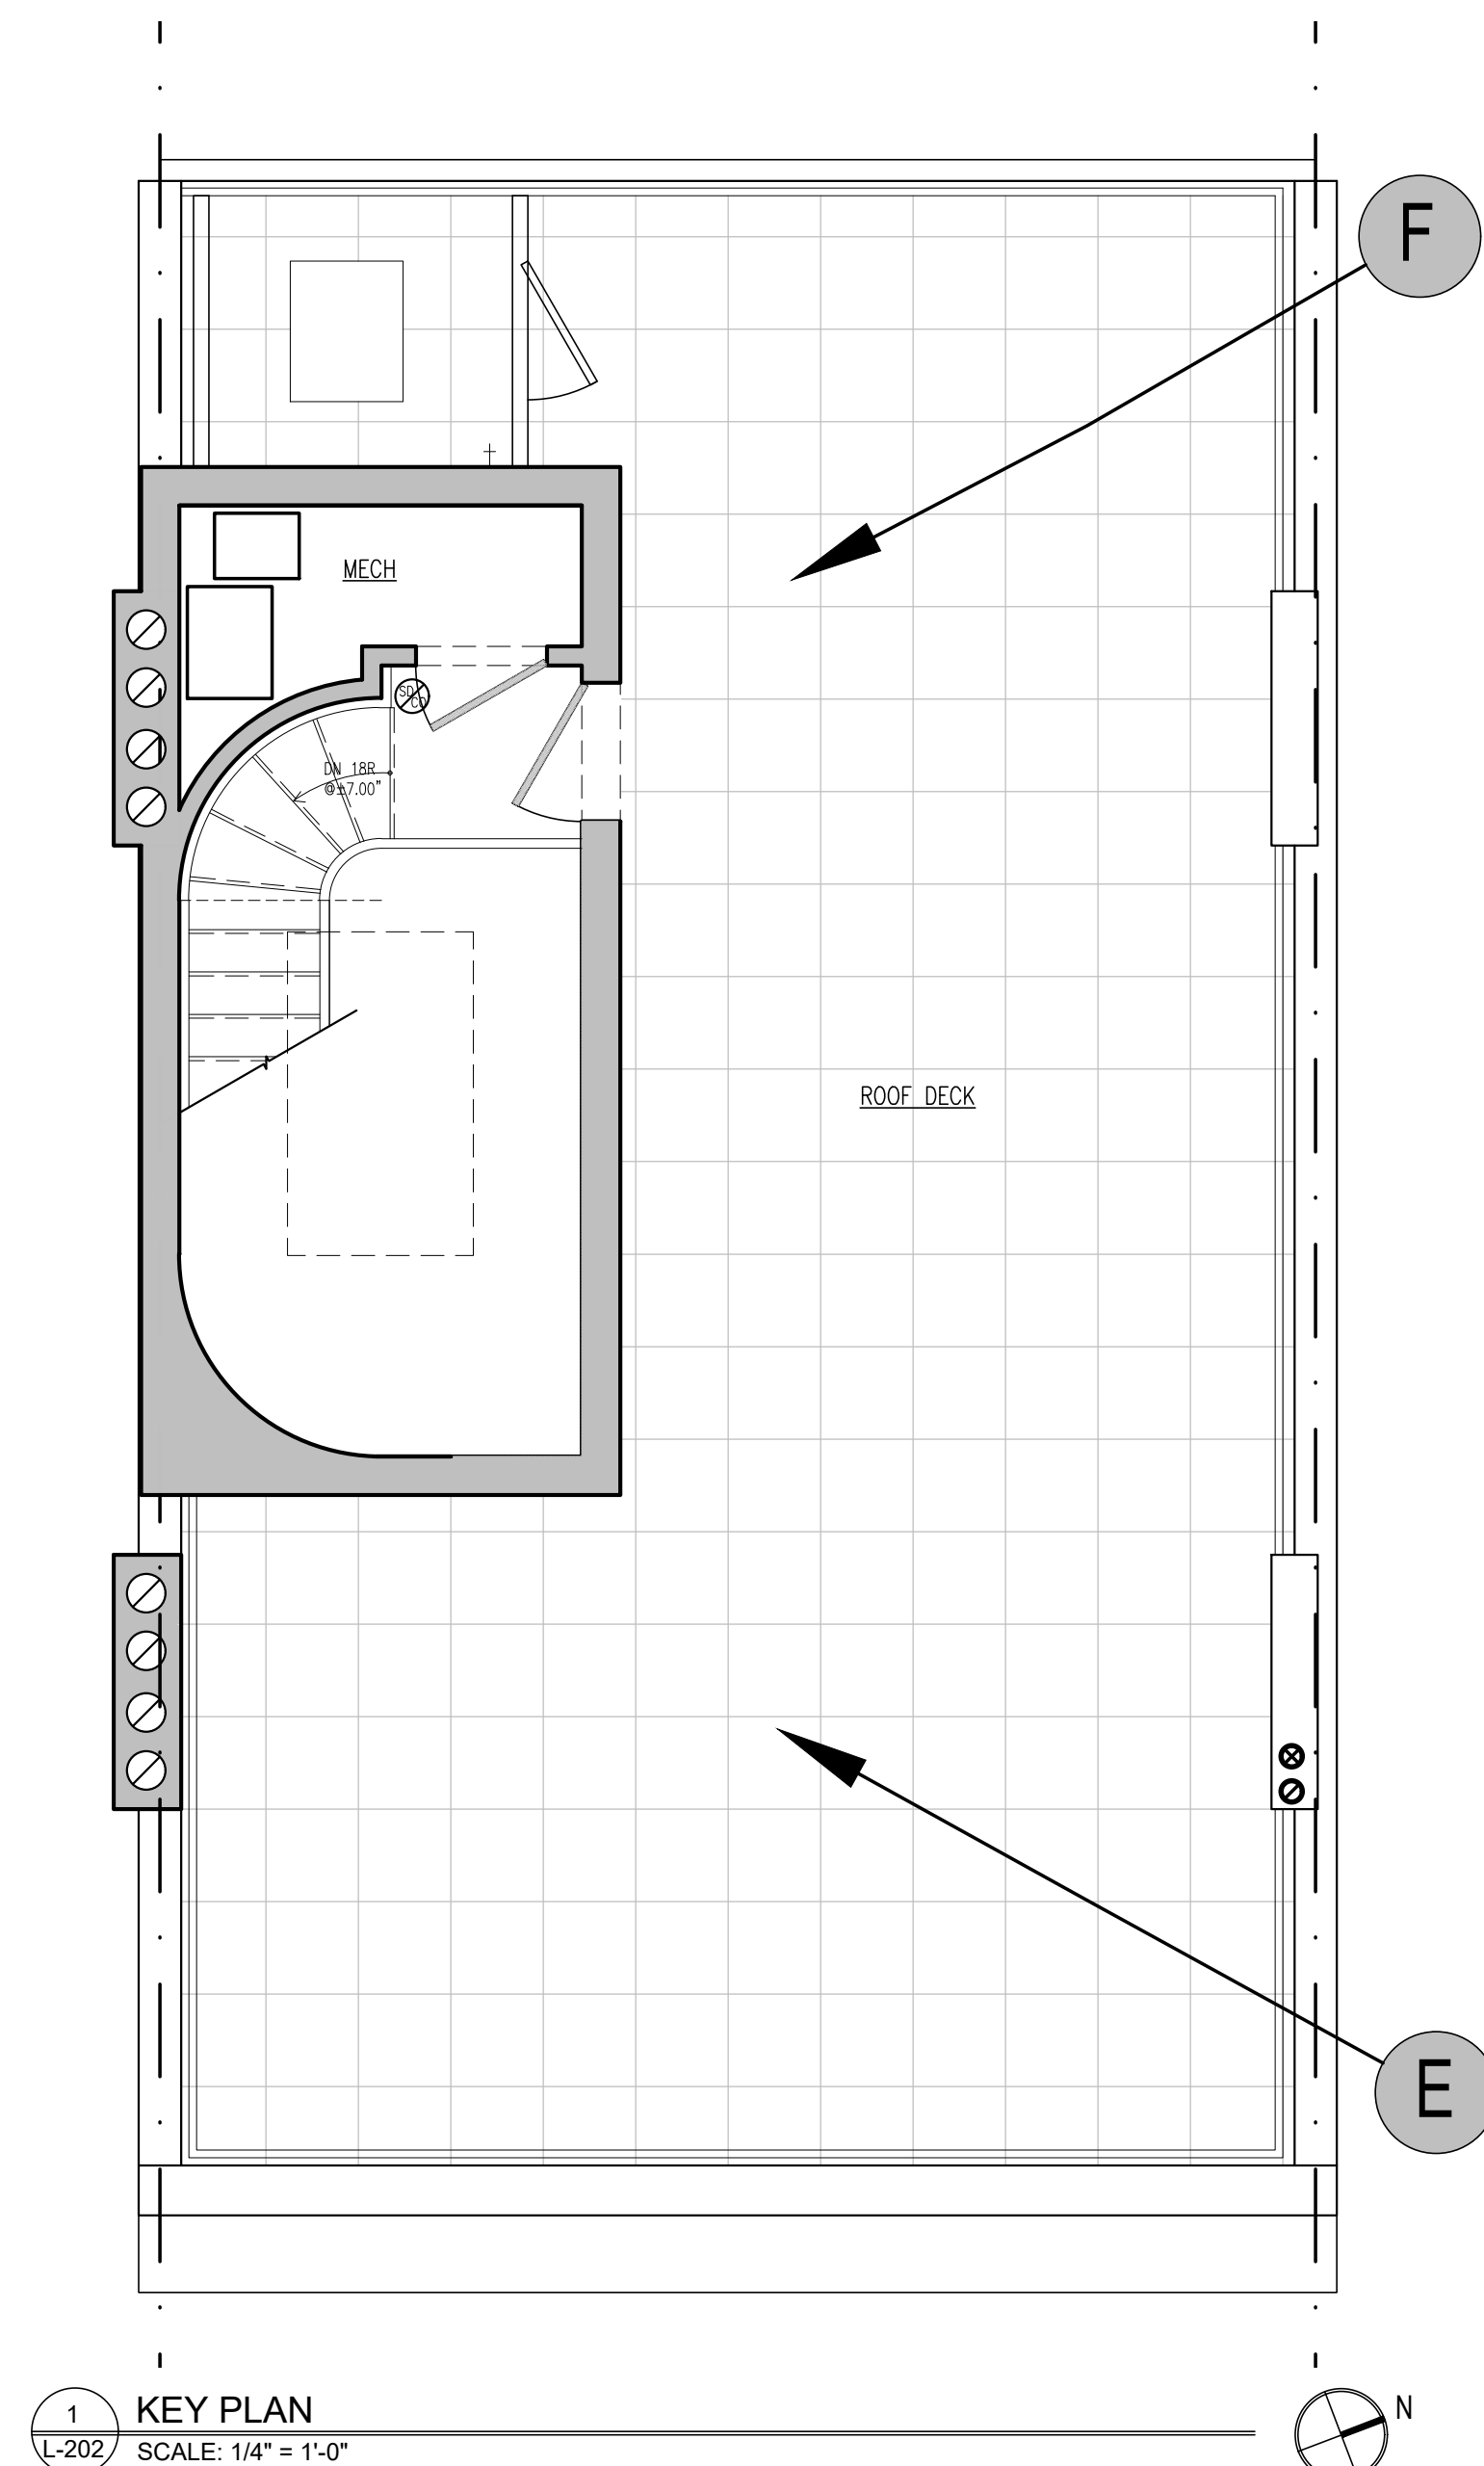 F
MECH
SD
CO
DN 18R
@±7.00"
ROOF DECK
E
1
L-202
KEY PLAN
SCALE: 1/4" = 1'-0"
N